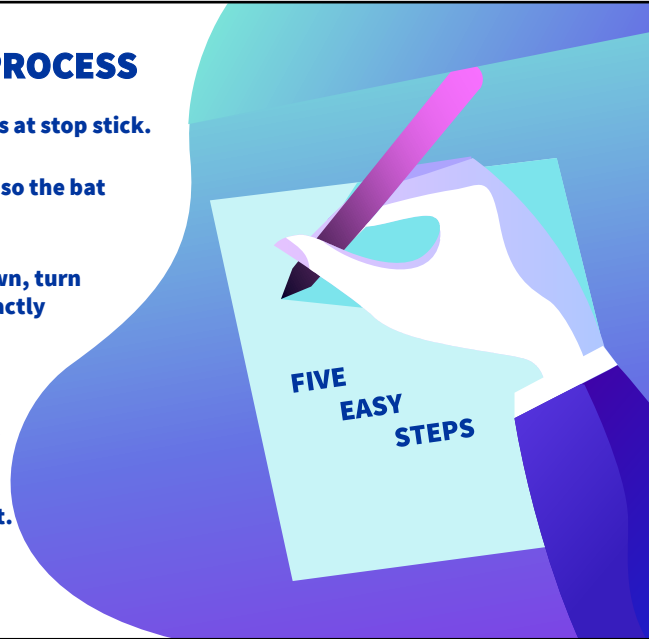 PROCESS
s at stop stick.
so the bat
wn, turn
actly
t.
FIVE
EASY
STEPS